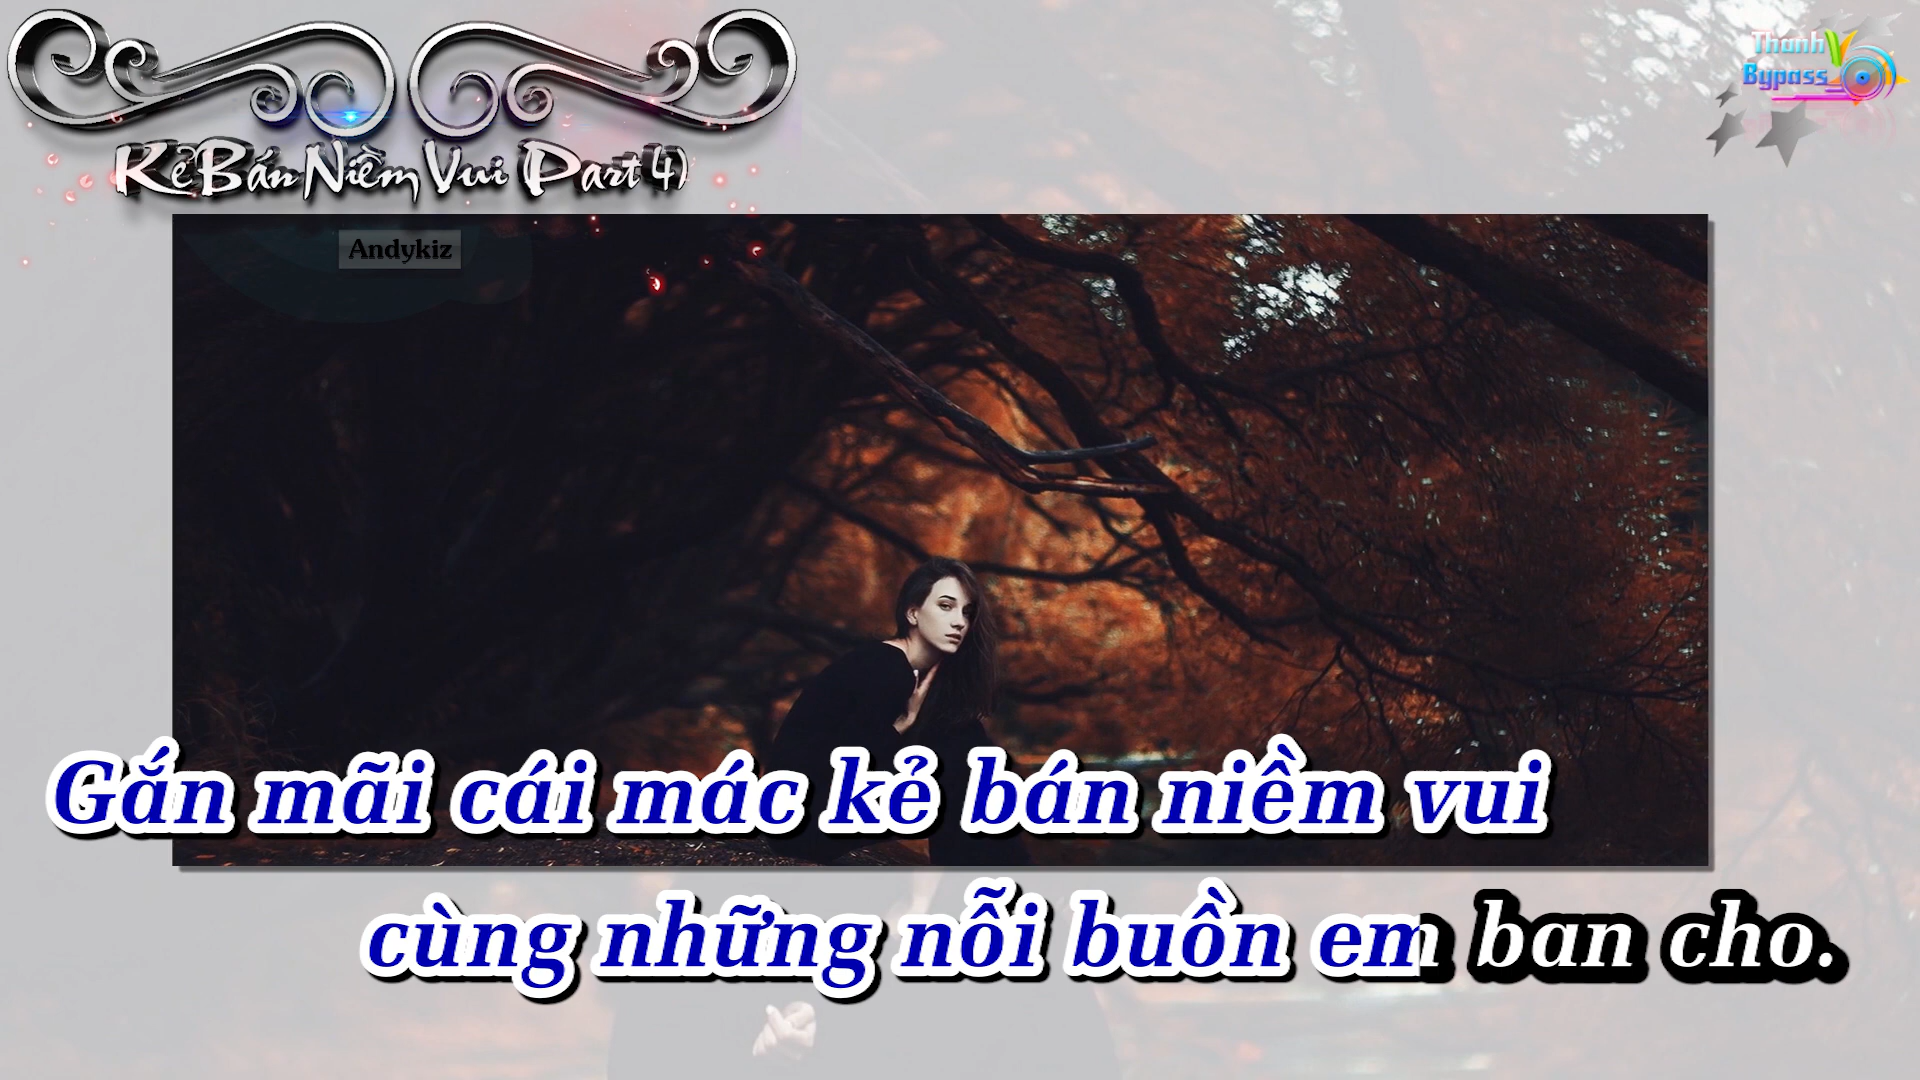 Kẻ Bán Niềm Vui (Part 4)
Thanh V
Bypass
Andykiz
Gắn mãi cái mác kẻ bán niềm vui
cùng những nỗi buồn em ban cho.